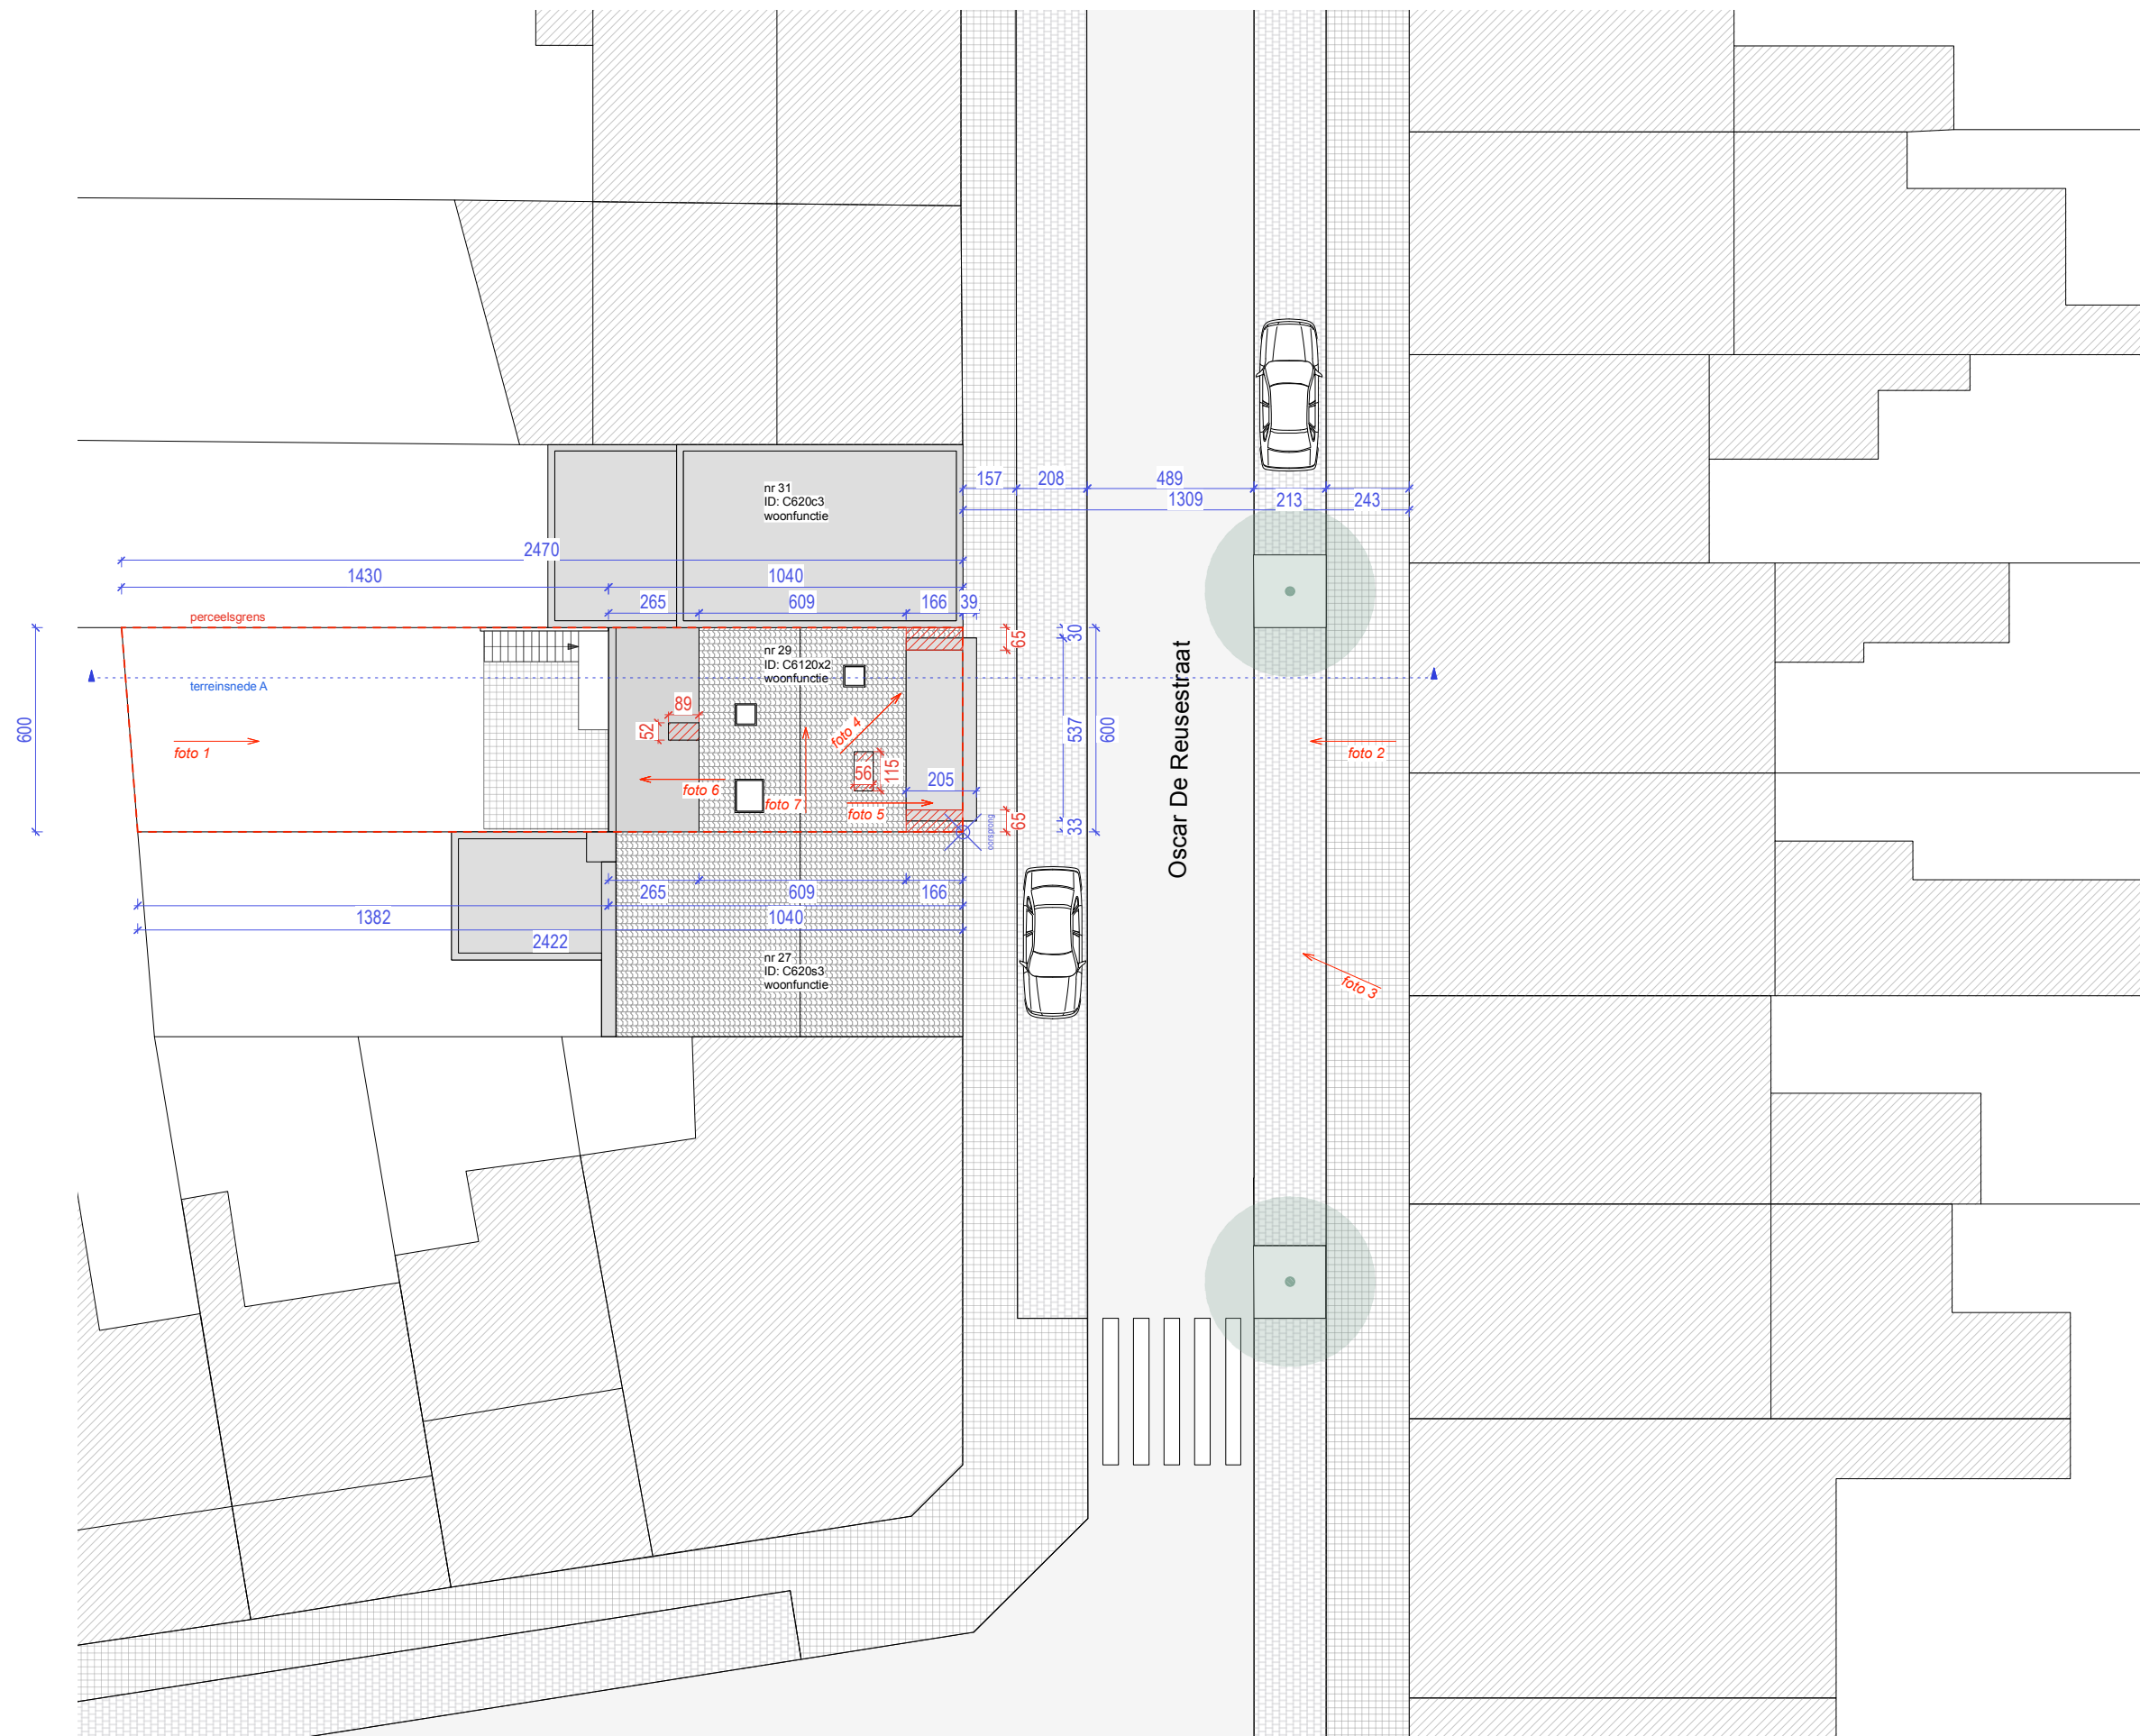 157
208
489
1309
213
243
nr 31
ID: C620c3
woonfunctie
2470
1430
1040
265
609
166
39
perceelsgrens
65
30
nr 29
ID: C6120x2
woonfunctie
terreinsnede A
Oscar De Reusestraat
600
89
52
foto 1
foto 4
537
600
foto 2
56
115
205
foto 6
foto 7
foto 5
65
33
oorsprong
265
609
166
1382
1040
2422
nr 27
ID: C620s3
woonfunctie
foto 3